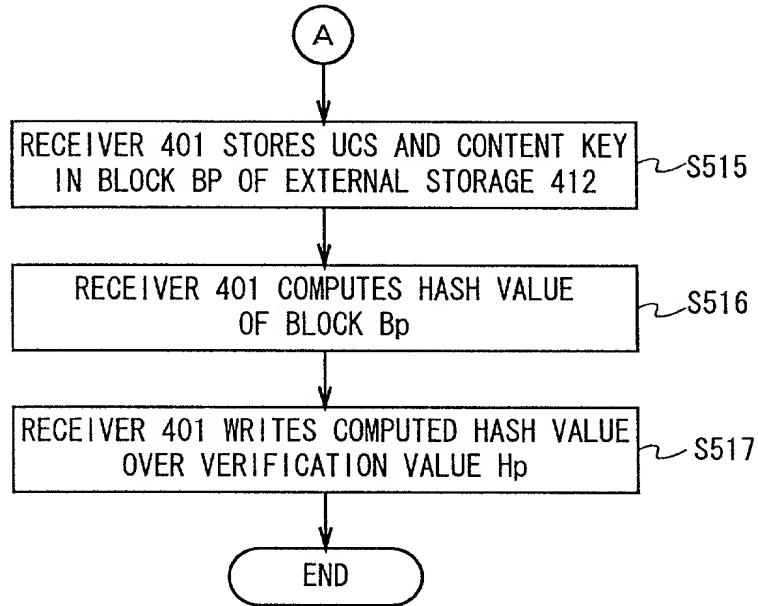 A
RECEIVER 401 STORES UCS AND CONTENT KEY
IN BLOCK BP OF EXTERNAL STORAGE 412
S515
RECEIVER 401 COMPUTES HASH VALUE
OF BLOCK Bp
S516
RECEIVER 401 WRITES COMPUTED HASH VALUE
OVER VERIFICATION VALUE Hp
S517
END